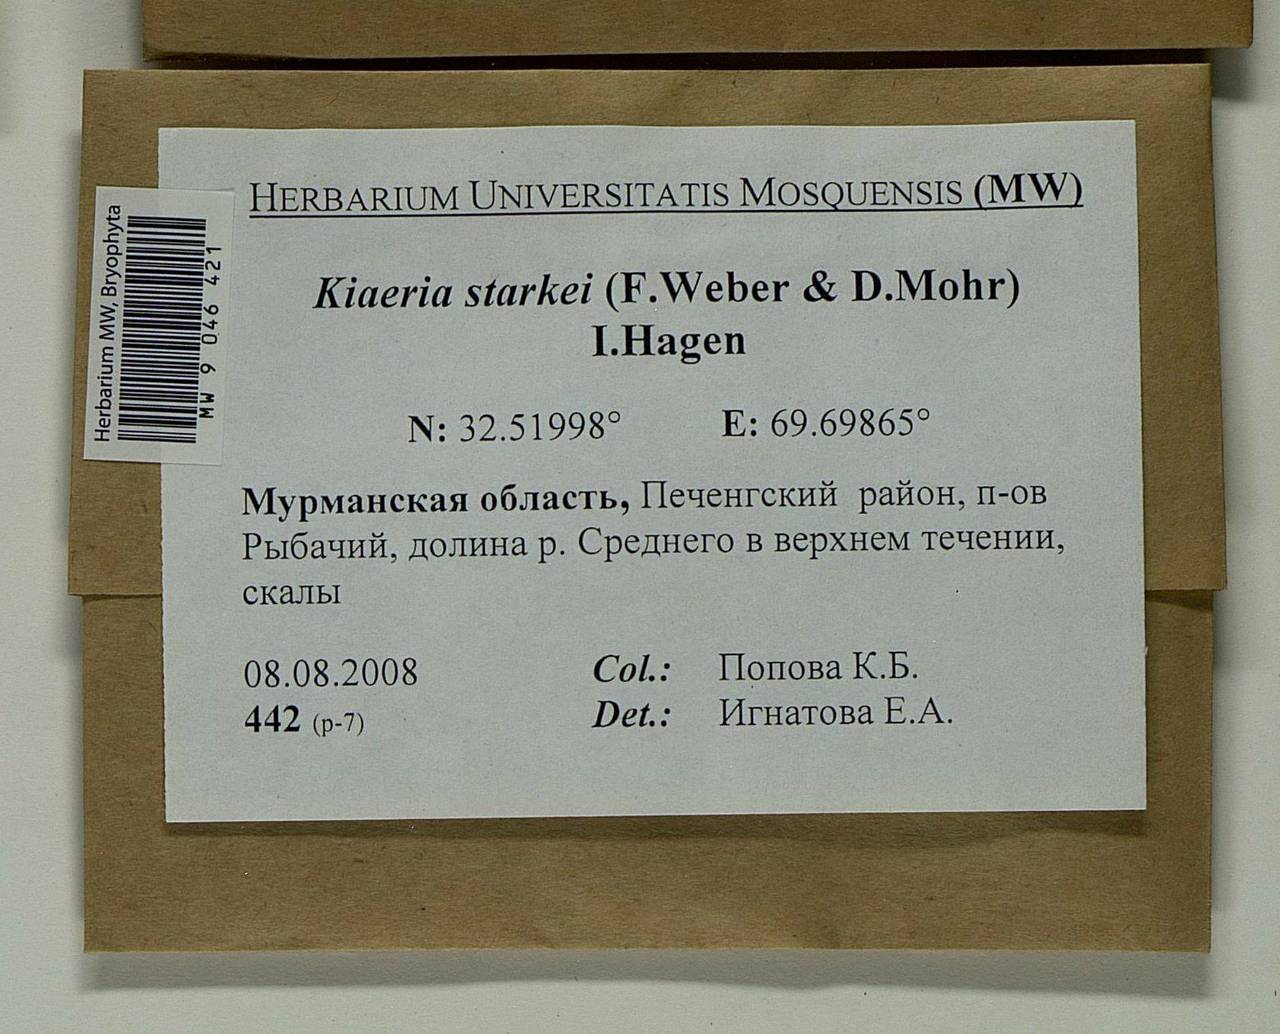 HERBARIUM UNIVERSITATIS MOSQUENSIS (MW)
Kiaeria starkei (F.Weber & D.Mohr)
I.Hagen
N: 32.51998° E: 69.69865°
Мурманская область, Печенгский район, п-ов
Рыбачий, долина р. Среднего в верхнем течении,
скалы
08.08.2008 Col.: Попова К.Б.
442 (р-7) Det.: Игнатова Е.А.
Herbarium MW, Bryophyta
MW 9 046 421